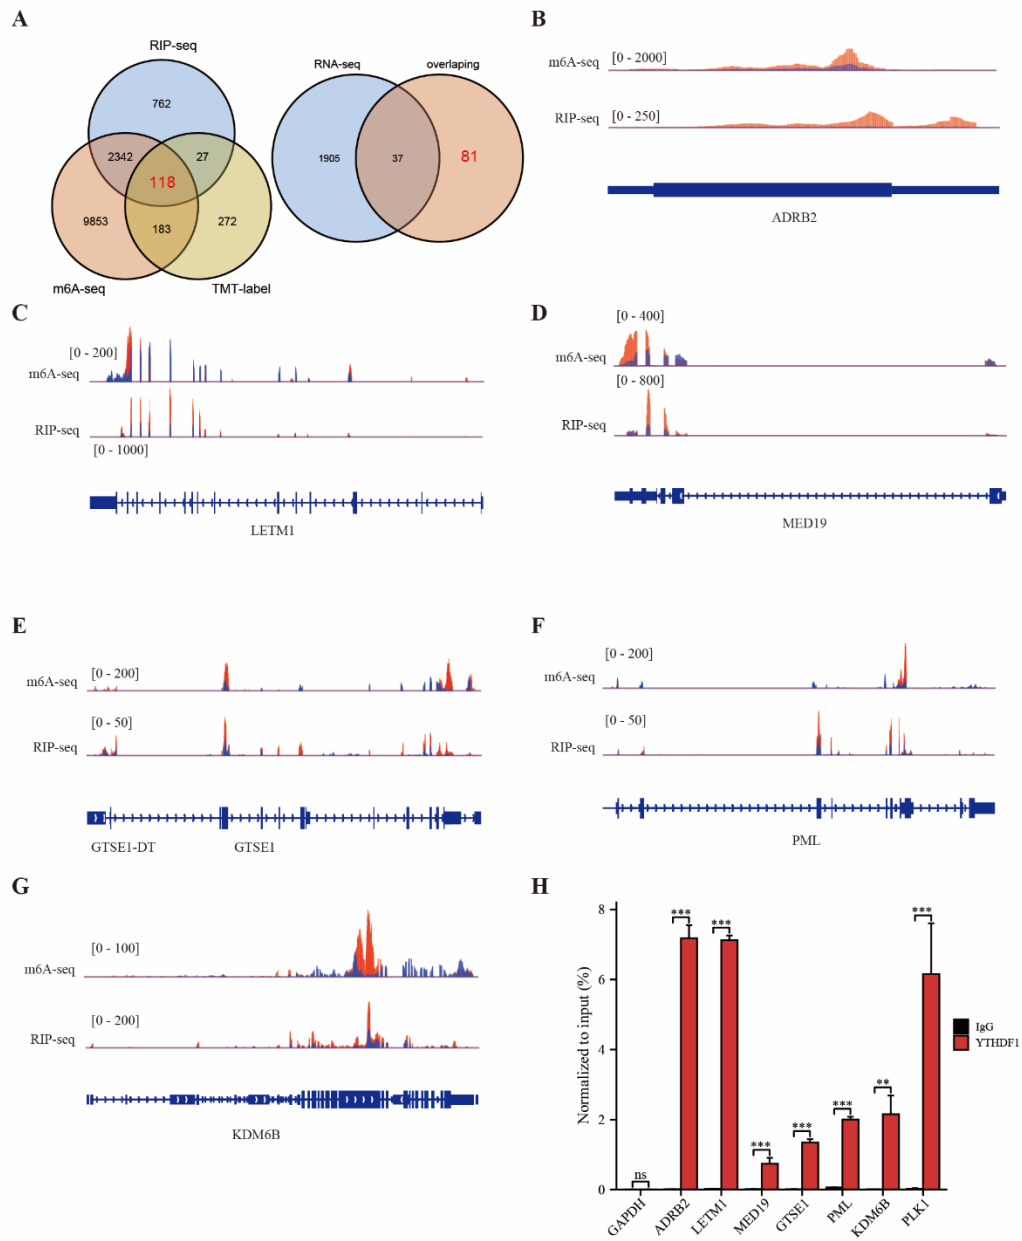 A
RIP-seq
762
2342
27
118
9853
183
272
m6A-seq
TMT-label
RNA-seq
overlaping
1905
37
81
B
m6A-seq
[0 - 2000]
RIP-seq
[0 - 250]
ADRB2
C
[0 - 200]
m6A-seq
RIP-seq
[0 - 1000]
LETM1
D
[0 - 400]
m6A-seq
[0 - 800]
RIP-seq
MED19
E
[0 - 200]
m6A-seq
[0 - 50]
RIP-seq
GTSE1-DT
GTSE1
F
[0 - 200]
m6A-seq
[0 - 50]
RIP-seq
PML
G
[0 - 100]
m6A-seq
[0 - 200]
RIP-seq
KDM6B
H
Normalized to input (%)
8
6
4
2
0
ns
***
***
***
***
***
**
***
GAPDH
ADRB2
LETM1
MED19
GTSE1
PML
KDM6B
PLK1
IgG
YTHDF1